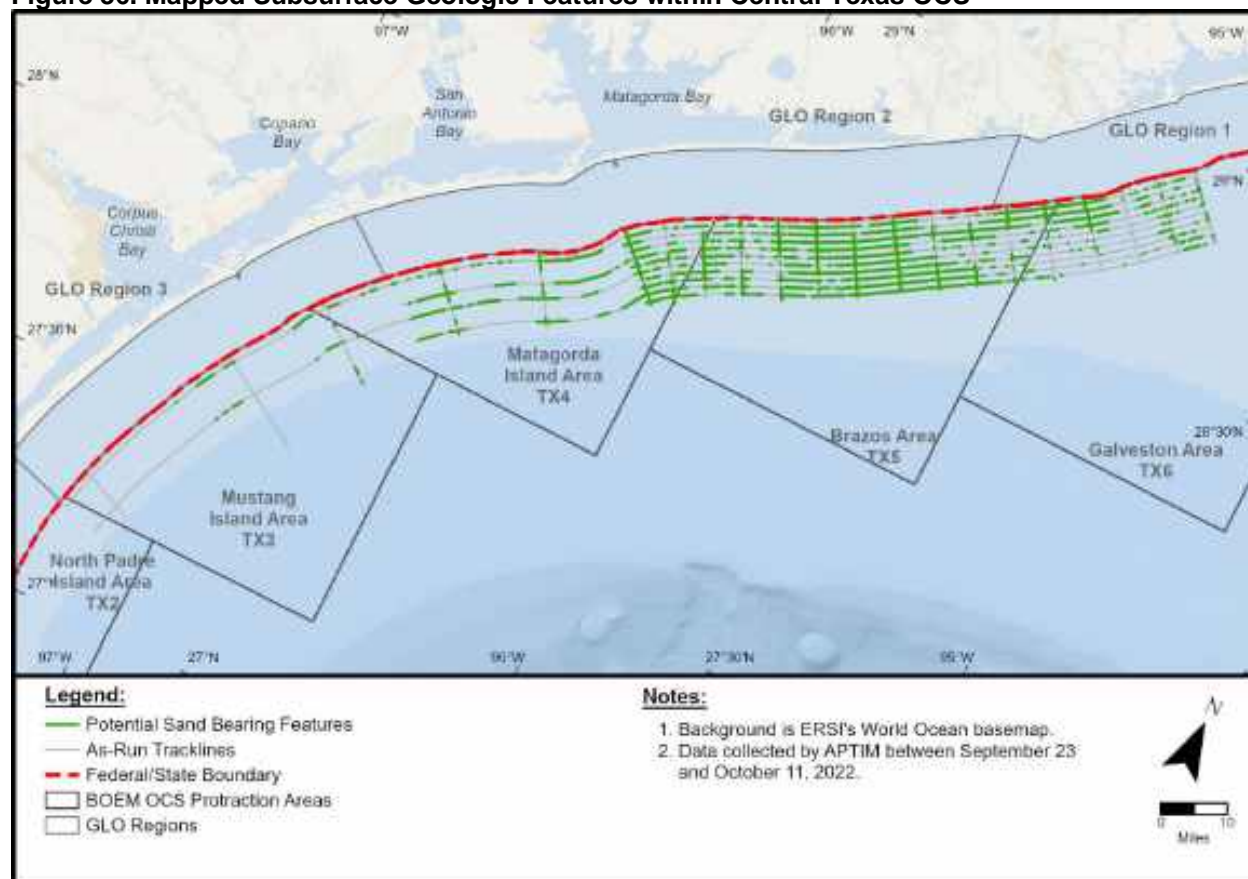 Figure 30. Mapped Subsurface Geologic Features within Central Texas OCS
97°W
96°W
29°N
95°W
28°N
San
Antonio
Bay
Matagorda Bay
GLO Region 2
Copano
Bay
GLO Region 1
29°N
Corpus
Christi
Bay
GLO Region 3
27°30'N
Matagorda
Island Area
TX4
28°30'N
Brazos Area
TX5
Galveston Area
TX6
Mustang
Island Area
TX3
North Padre
Island Area
TX2
27°N
97°W
27°N
96°W
27°30'N
95°W
Legend:
Potential Sand Bearing Features
As-Run Tracklines
Federal/State Boundary
BOEM OCS Protraction Areas
GLO Regions
Notes:
1. Background is ERSI's World Ocean basemap.
2. Data collected by APTIM between September 23
and October 11, 2022.
N
0 10
Miles